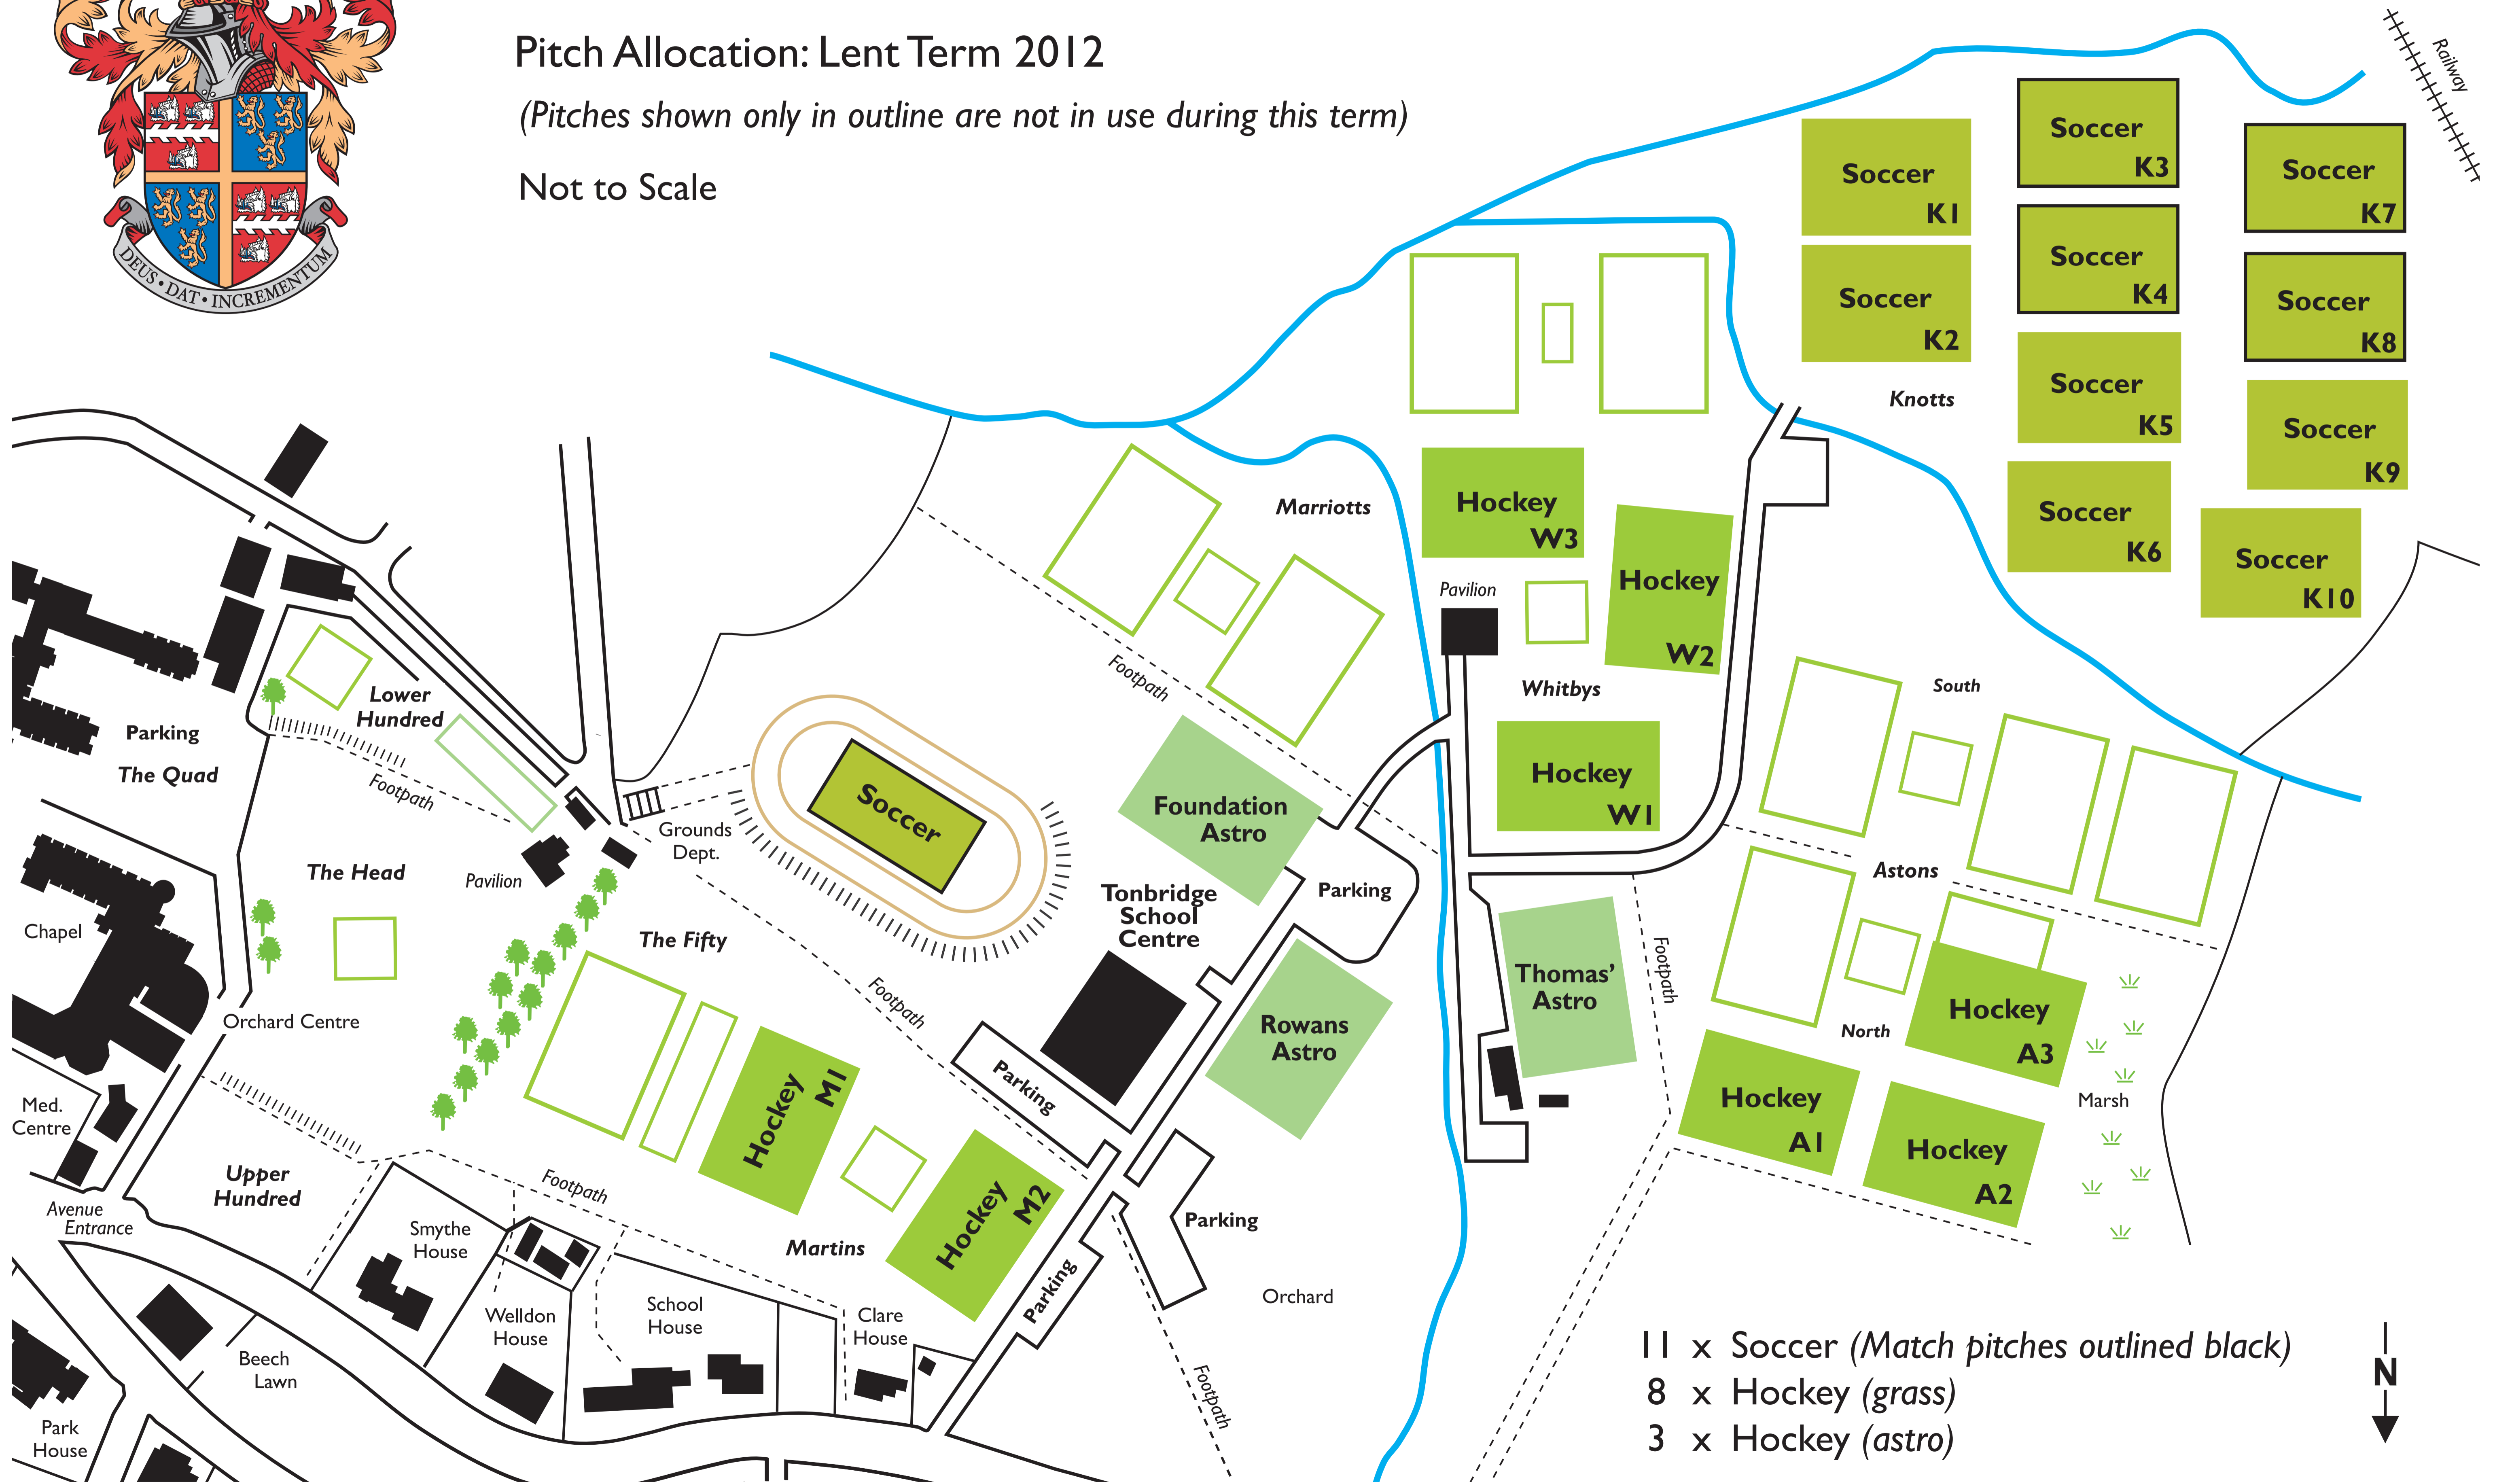 Pitch Allocation: Lent Term 2012
(Pitches shown only in outline are not in use during this term)
Not to Scale
DEUS • DAT • INCREMENTUM
Railway
Soccer
K1
Soccer
K2
Soccer
K3
Soccer
K4
Soccer
K5
Soccer
K6
Soccer
K7
Soccer
K8
Soccer
K9
Soccer
K10
Knotts
Marriotts
Hockey
W3
Hockey
W2
Pavilion
Whitbys
Hockey
W1
Footpath
South
Astons
North
Hockey
A3
Hockey
A1
Hockey
A2
Marsh
Lower
Hundred
Parking
The Quad
Footpath
Grounds
Dept.
Soccer
Foundation
Astro
Parking
Tonbridge
School
Centre
The Head
Pavilion
The Fifty
Chapel
Footpath
Rowans
Astro
Thomas’
Astro
Footpath
Orchard Centre
Parking
Hockey
M1
Med.
Centre
Upper
Hundred
Footpath
Hockey
M2
Avenue
Entrance
Smythe
House
Martins
Parking
Parking
Orchard
Welldon
House
School
House
Clare
House
Beech
Lawn
Park
House
Footpath
11 x Soccer (Match pitches outlined black)
8 x Hockey (grass)
3 x Hockey (astro)
N